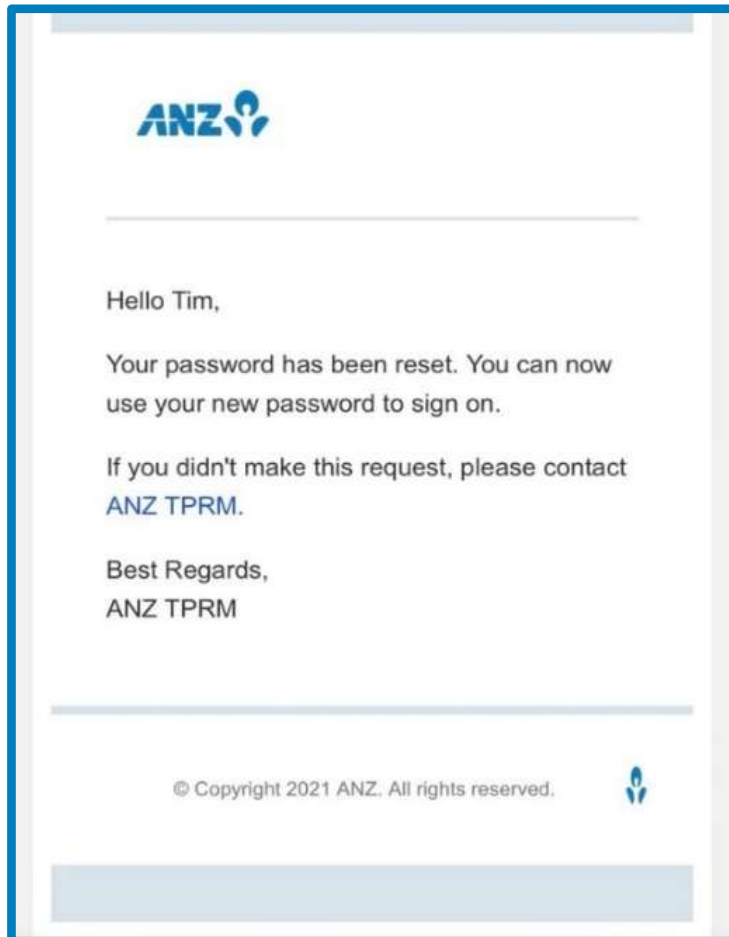 ANZ
Hello Tim,
Your password has been reset. You can now
use your new password to sign on.
If you didn't make this request, please contact
ANZ TPRM.
Best Regards,
ANZ TPRM
© Copyright 2021 ANZ. All rights reserved.